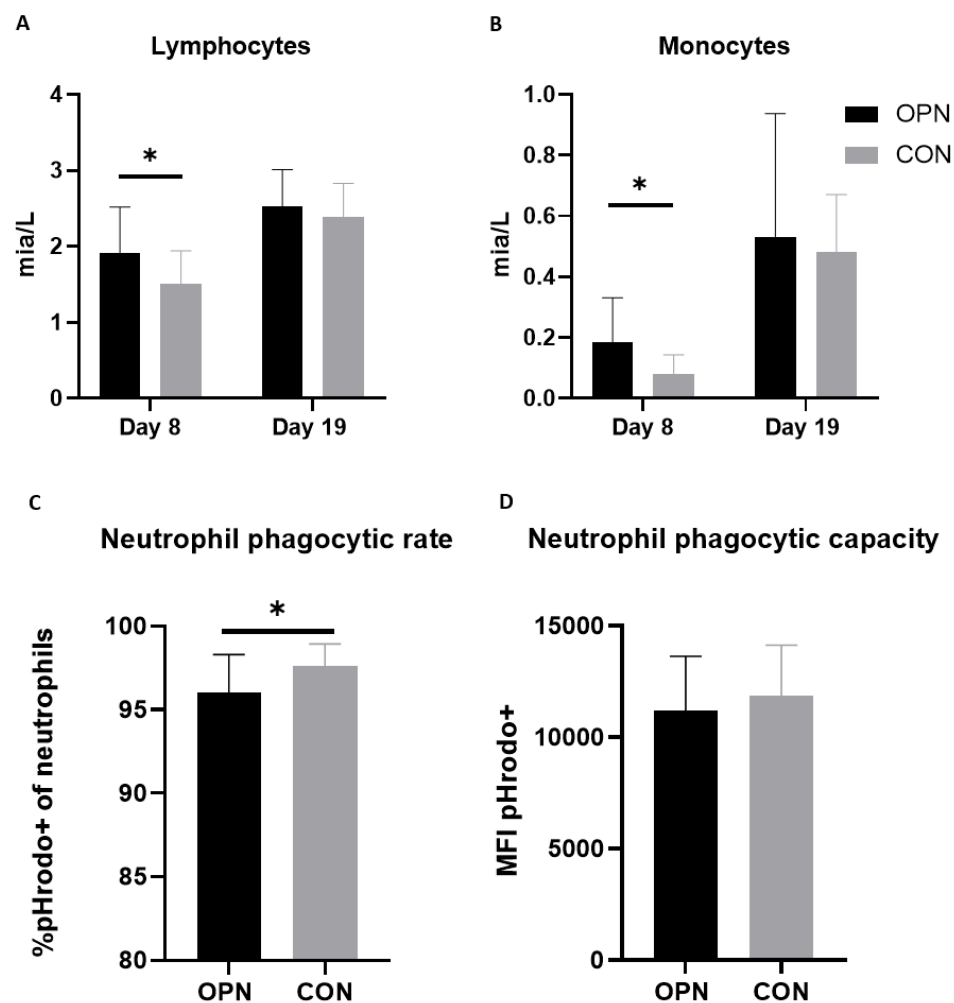 A
Lymphocytes
4
3
2
1
0
mia/L
*
Day 8
Day 19
B
Monocytes
1.0
0.8
0.6
0.4
0.2
0.0
mia/L
*
Day 8
Day 19
OPN
CON
C
Neutrophil phagocytic rate
100
95
90
85
80
%pHrodo+ of neutrophils
*
OPN
CON
D
Neutrophil phagocytic capacity
15000
10000
5000
0
MFI pHrodo+
OPN
CON